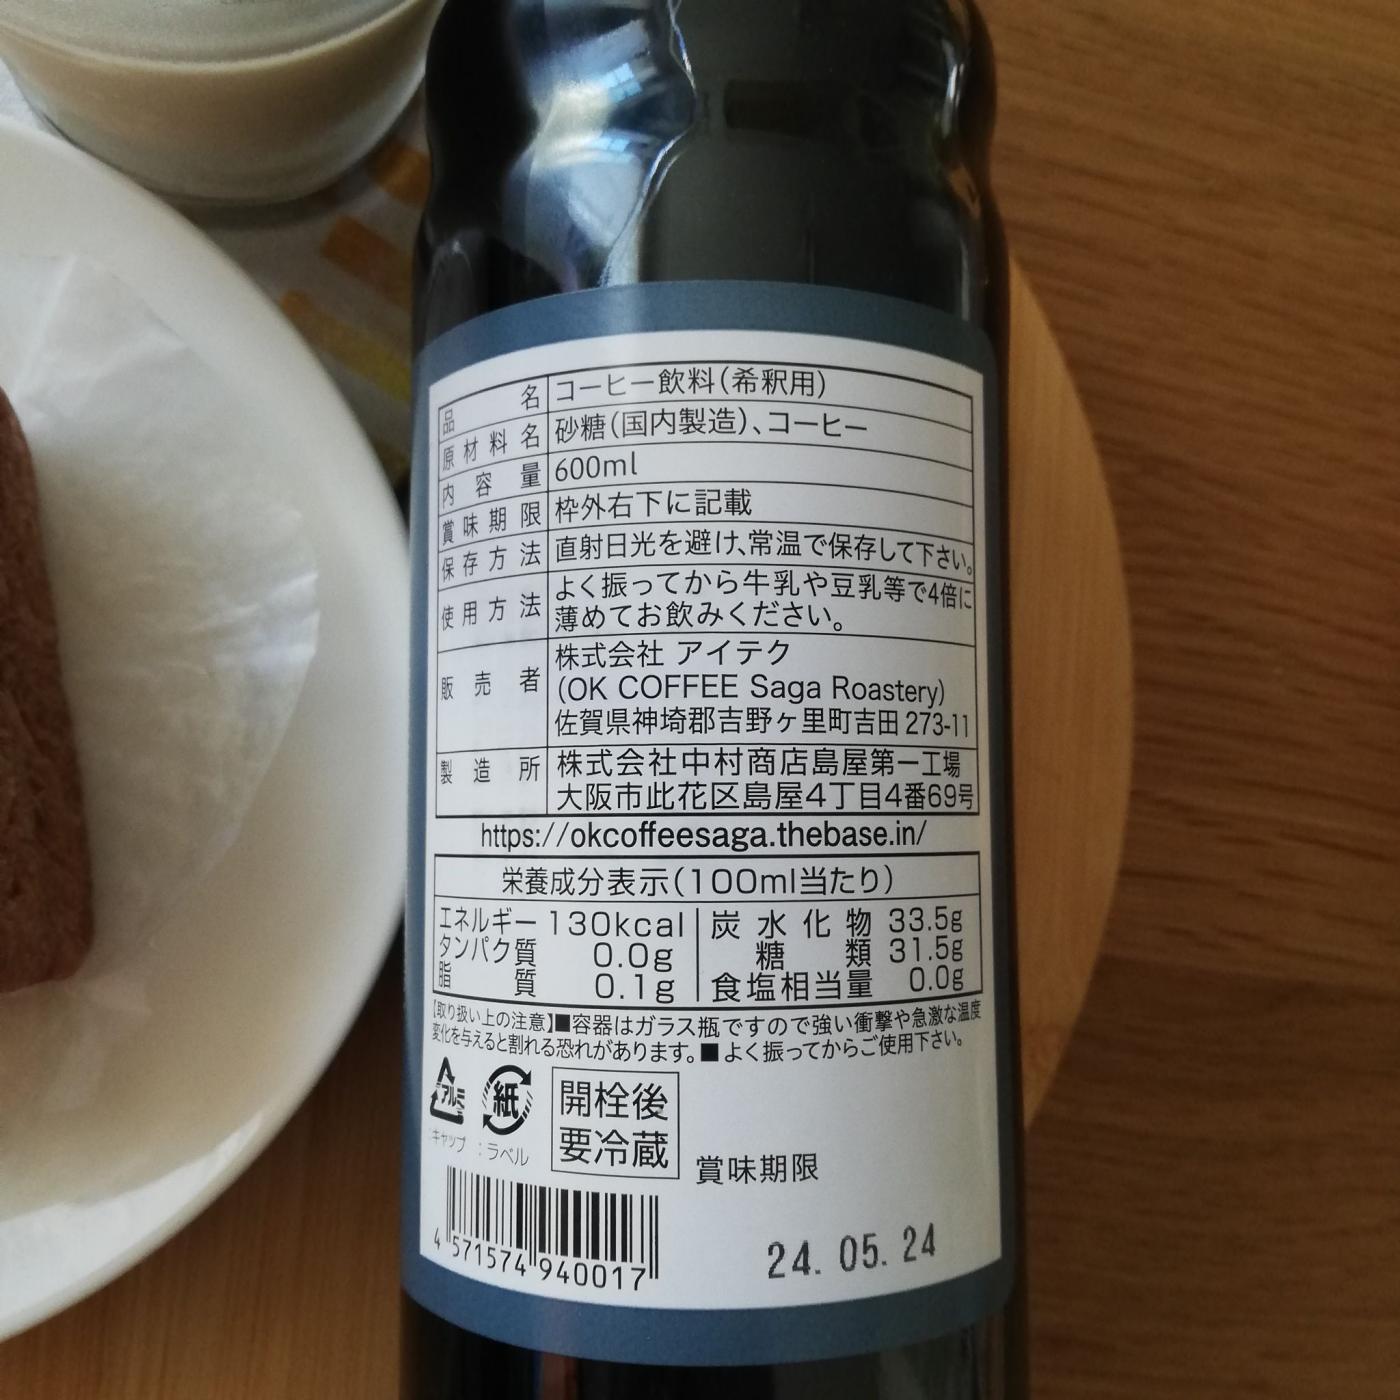 品名 コーヒー飲料(希釈用)
原材料名 砂糖(国内製造)、コーヒー
内容量 600ml
賞味期限 枠外右下に記載
保存方法 直射日光を避け、常温で保存して下さい。
使用方法 よく振ってから牛乳や豆乳等で4倍に
薄めてお飲みください。
販売者 株式会社 アイテク
(OK COFFEE Saga Roastery)
佐賀県神埼郡吉野ヶ里町吉田273-11
製造所 株式会社中村商店島屋第一工場
大阪市此花区島屋4丁目4番69号
https://okcoffeesaga.thebase.in/
栄養成分表示(100ml当たり)
エネルギー 130kcal 炭水化物 33.5g
タンパク質 0.0g 糖類 31.5g
脂質 0.1g 食塩相当量 0.0g
【取り扱い上の注意】■容器はガラス瓶ですので強い衝撃や急激な温度
変化を与えると割れる恐れがあります。■よく振ってからご使用下さい。
アルミ 紙
:キャップ :ラベル
開栓後
要冷蔵
賞味期限
24.05.24
4 571574 940017